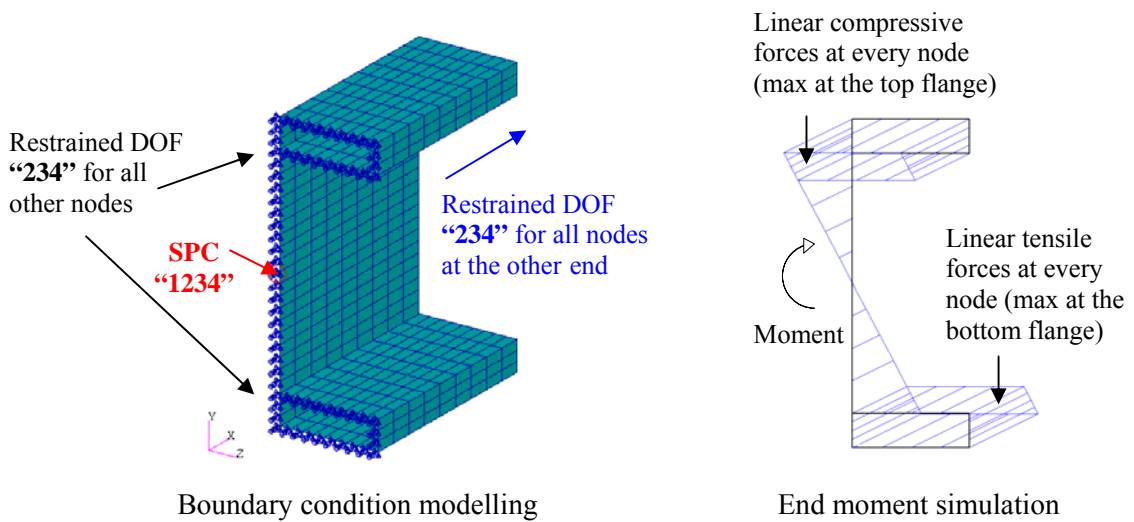 Restrained DOF
“234” for all
other nodes
SPC
“1234”
Restrained DOF
“234” for all nodes
at the other end
Y
X
Z
Boundary condition modelling
Linear compressive
forces at every node
(max at the top flange)
Moment
Linear tensile
forces at every
node (max at the
bottom flange)
End moment simulation